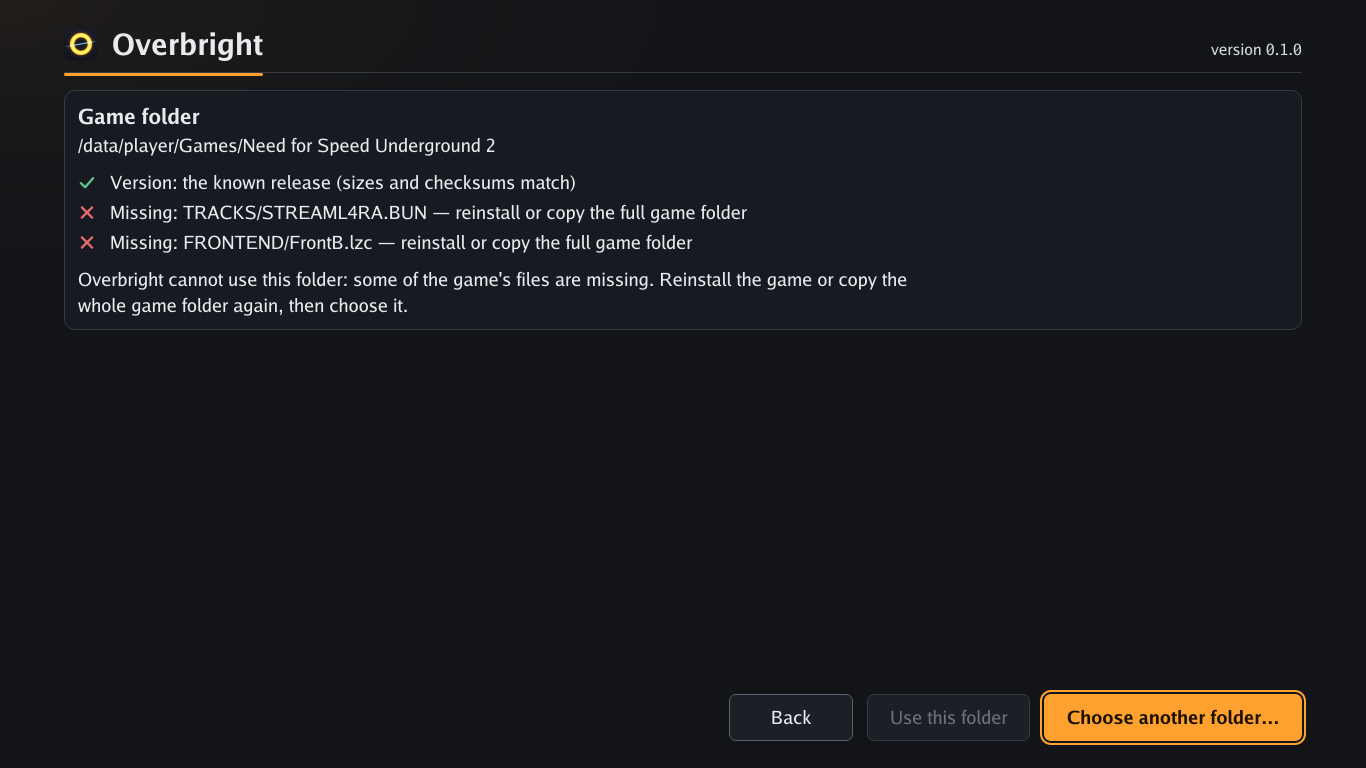 Overbright
version 0.1.0
Game folder
/data/player/Games/Need for Speed Underground 2
Version: the known release (sizes and checksums match)
Missing: TRACKS/STREAML4RA.BUN — reinstall or copy the full game folder
Missing: FRONTEND/FrontB.lzc — reinstall or copy the full game folder
Overbright cannot use this folder: some of the game's files are missing. Reinstall the game or copy the
whole game folder again, then choose it.
Back
Use this folder
Choose another folder...